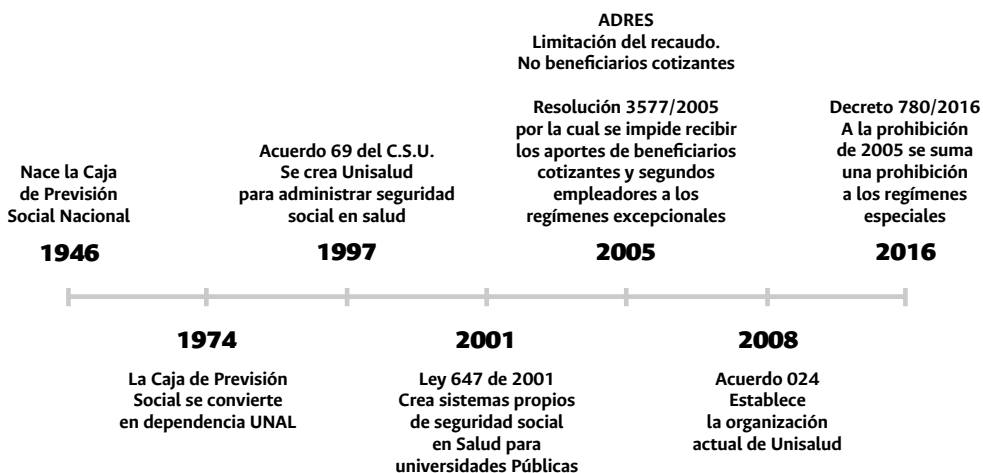 Nace la Caja
de Previsión
Social Nacional
1946
1974
La Caja de Previsión
Social se convierte
en dependencia UNAL
Acuerdo 69 del C.S.U.
Se crea Unisalud
para administrar seguridad
social en salud
1997
2001
Ley 647 de 2001
Crea sistemas propios
de seguridad social
en Salud para
universidades Públicas
ADRES
Limitación del recaudo.
No beneficiarios cotizantes
Resolución 3577/2005
por la cual se impide recibir
los aportes de beneficiarios
cotizantes y segundos
empleadores a los
regímenes excepcionales
2005
2008
Acuerdo 024
Establece
la organización
actual de Unisalud
Decreto 780/2016
A la prohibición
de 2005 se suma
una prohibición
a los regímenes
especiales
2016